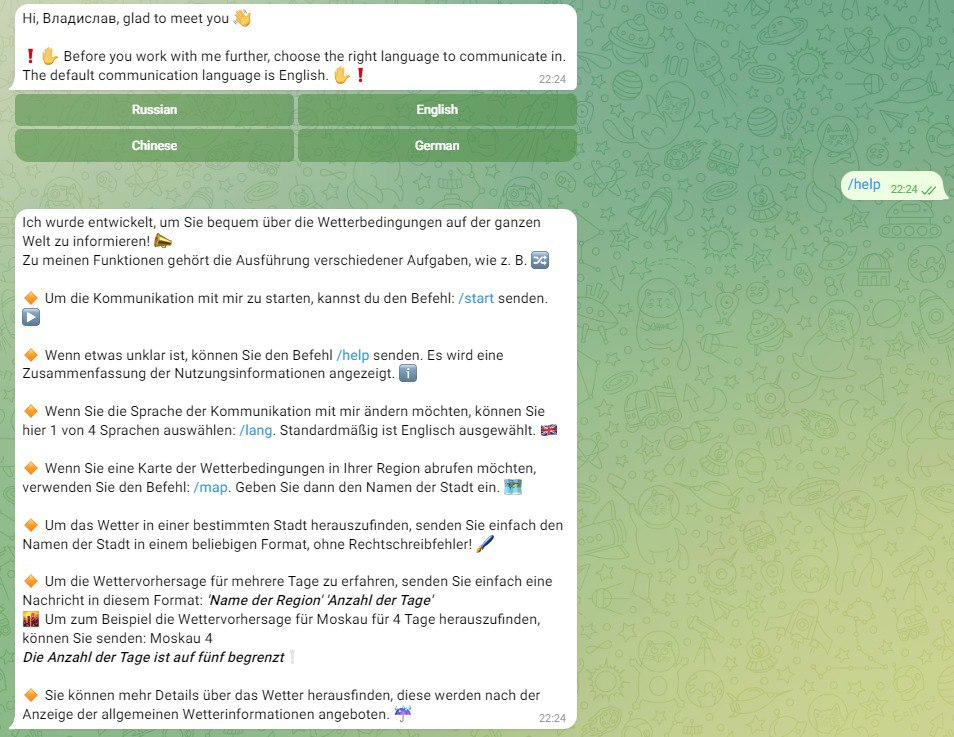 Hi, Владислав, glad to meet you 👋
❗✋ Before you work with me further, choose the right language to communicate in.
The default communication language is English. ✋❗
22:24
Russian
English
Chinese
German
/help 22:24
Ich wurde entwickelt, um Sie bequem über die Wetterbedingungen auf der ganzen
Welt zu informieren! 📣
Zu meinen Funktionen gehört die Ausführung verschiedener Aufgaben, wie z. B. 🔀
🔸 Um die Kommunikation mit mir zu starten, kannst du den Befehl: /start senden.
▶️
🔸 Wenn etwas unklar ist, können Sie den Befehl /help senden. Es wird eine
Zusammenfassung der Nutzungsinformationen angezeigt. ℹ️
🔸 Wenn Sie die Sprache der Kommunikation mit mir ändern möchten, können Sie
hier 1 von 4 Sprachen auswählen: /lang. Standardmäßig ist Englisch ausgewählt. 🇬🇧
🔸 Wenn Sie eine Karte der Wetterbedingungen in Ihrer Region abrufen möchten,
verwenden Sie den Befehl: /map. Geben Sie dann den Namen der Stadt ein. 🗺️
🔸 Um das Wetter in einer bestimmten Stadt herauszufinden, senden Sie einfach den
Namen der Stadt in einem beliebigen Format, ohne Rechtschreibfehler! 🖌️
🔸 Um die Wettervorhersage für mehrere Tage zu erfahren, senden Sie einfach eine
Nachricht in diesem Format: 'Name der Region' 'Anzahl der Tage'
🌇 Um zum Beispiel die Wettervorhersage für Moskau für 4 Tage herauszufinden,
können Sie senden: Moskau 4
Die Anzahl der Tage ist auf fünf begrenzt❕
🔸 Sie können mehr Details über das Wetter herausfinden, diese werden nach der
Anzeige der allgemeinen Wetterinformationen angeboten. ☔
22:24